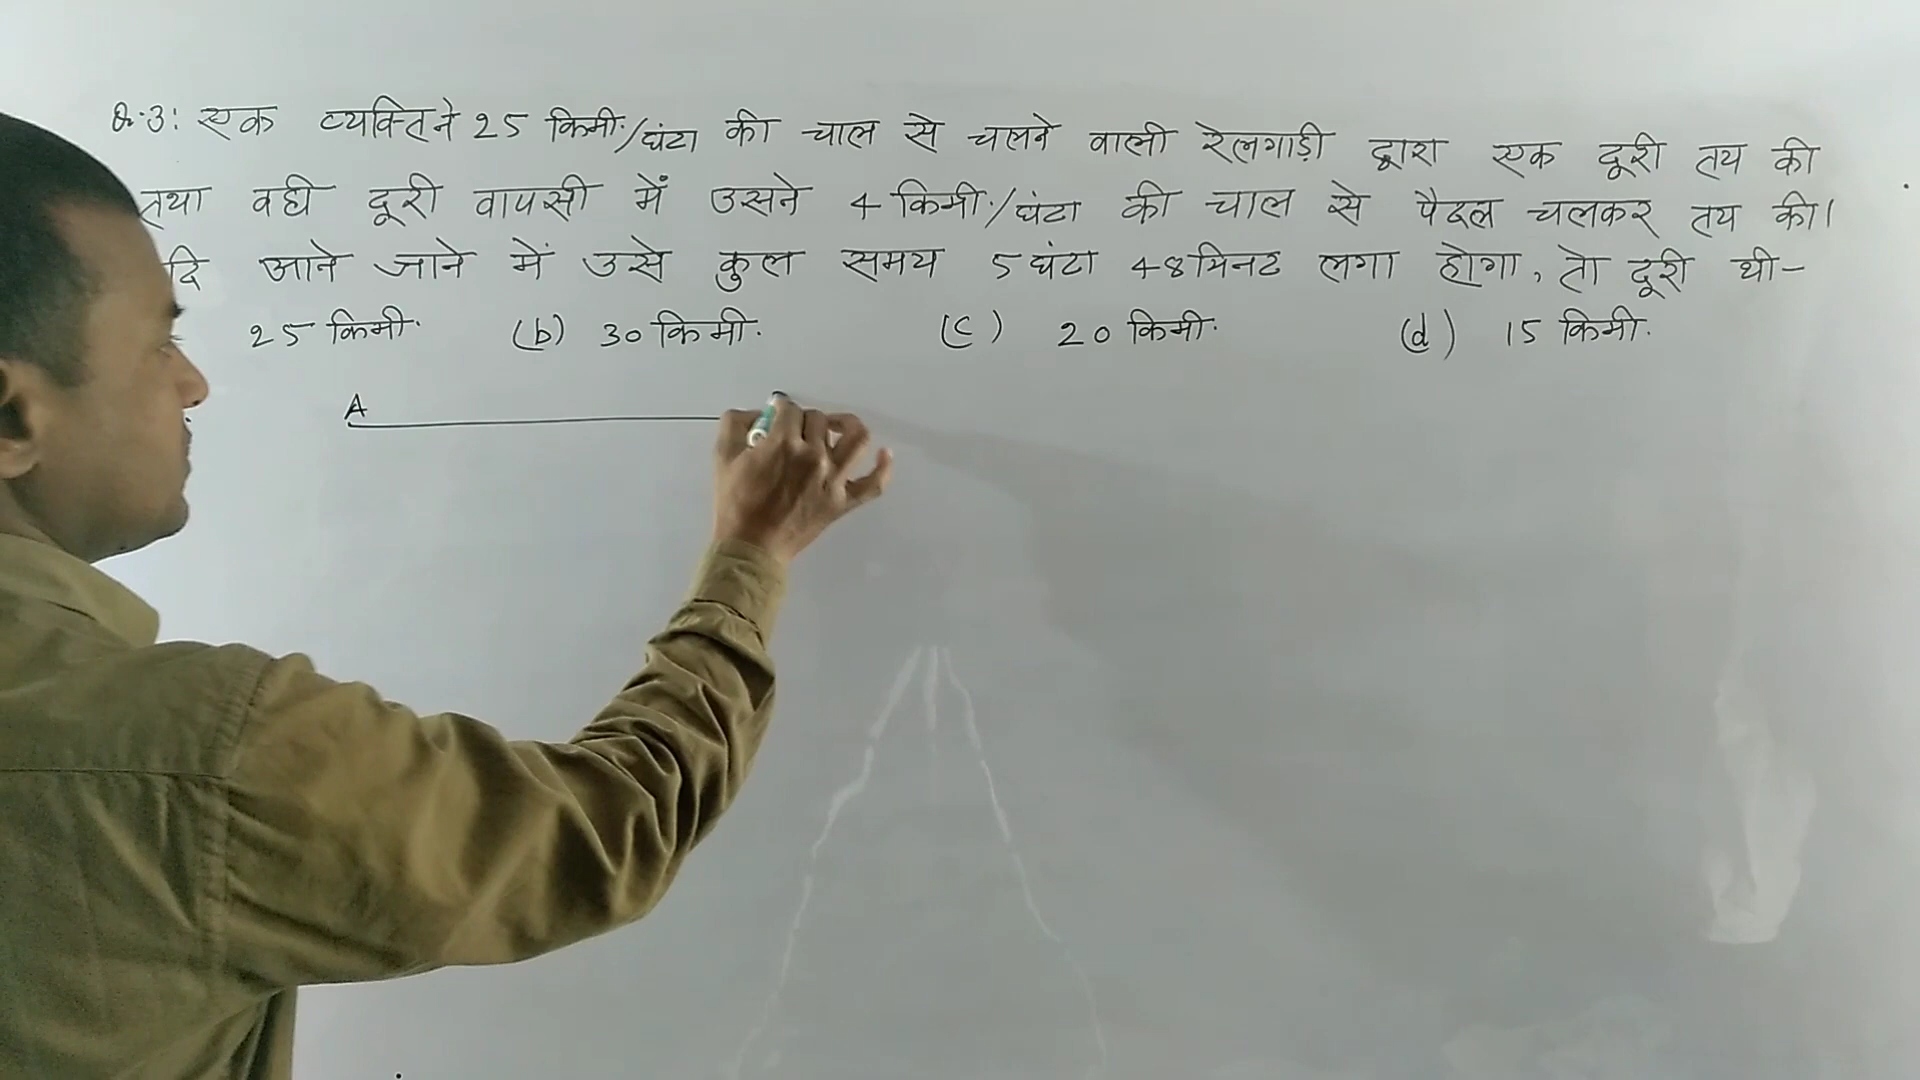 Q.3: एक व्यक्ति ने 25 किमी./घंटा की चाल से चलने वाली रेलगाड़ी द्वारा एक दूरी तय की
तथा वही दूरी वापसी में उसने 4 किमी./घंटा की चाल से पैदल चलकर तय की।
दि आने जाने में उसे कुल समय 5 घंटा 48 मिनट लगा होगा, तो दूरी थी-
25 किमी. (b) 30 किमी. (c) 20 किमी. (d) 15 किमी.
A